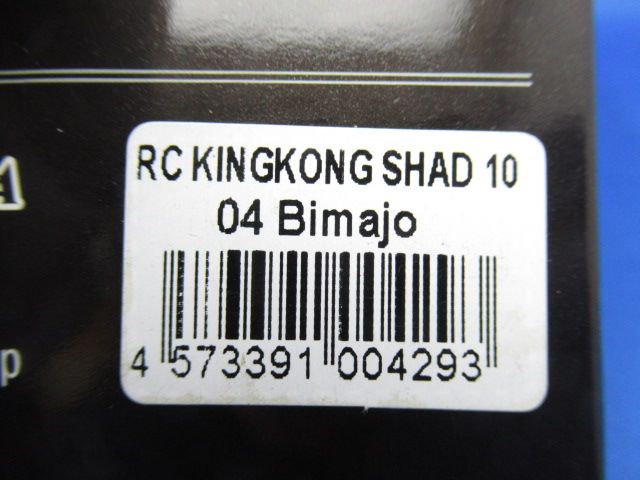 RC KINGKONG SHAD 10
04 Bimajo
4 573391 004293
p